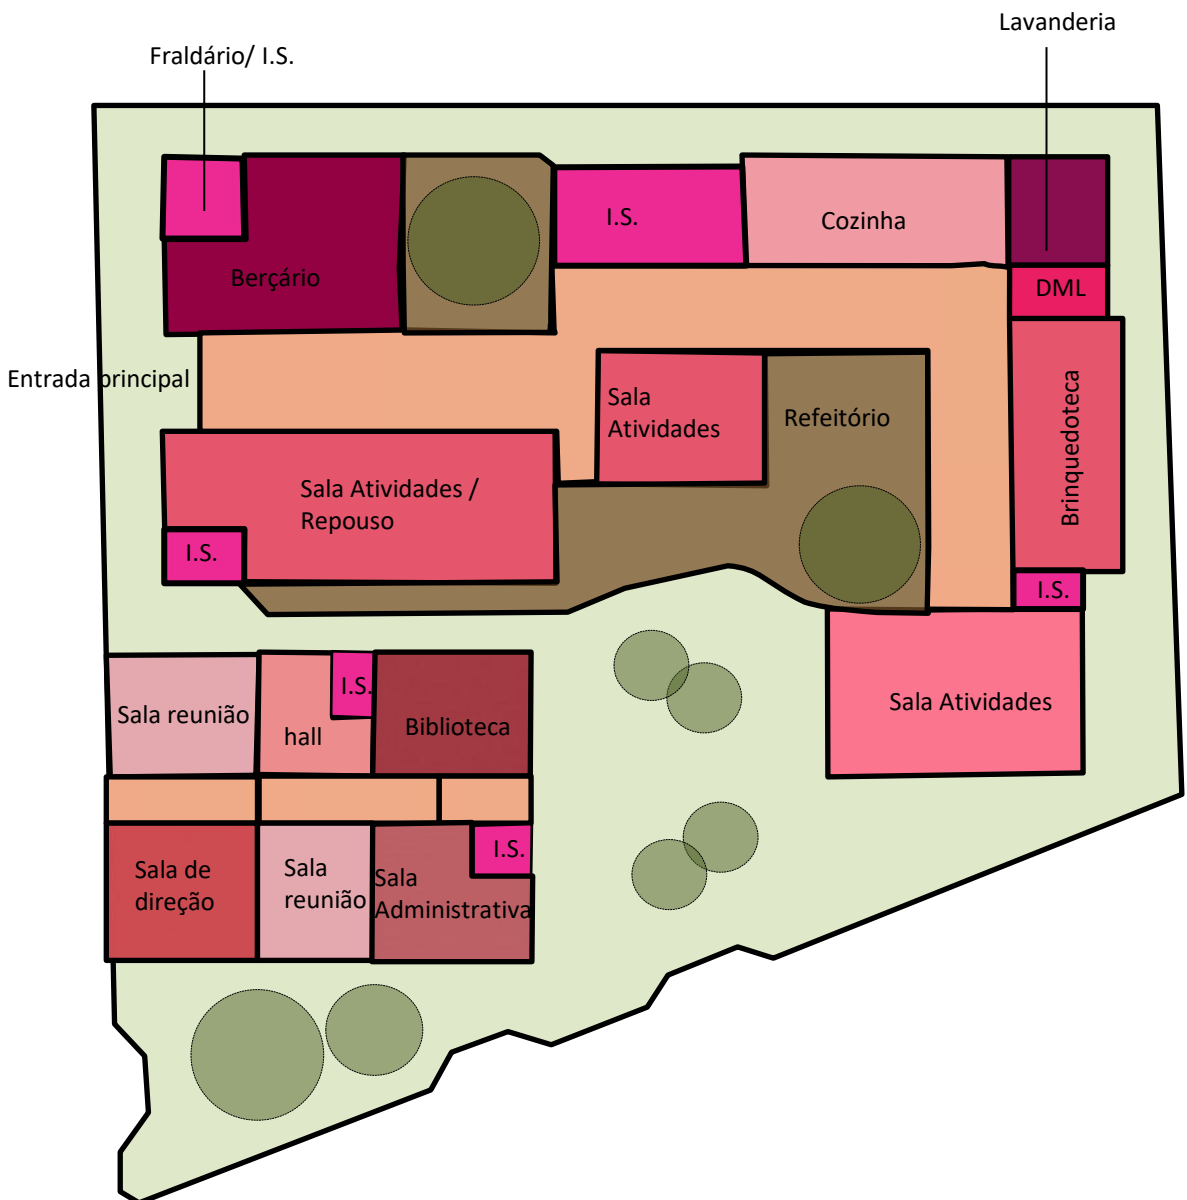 Lavanderia
Fraldário/ I.S.
I.S.
Cozinha
Berçário
DML
Entrada principal
Sala
Atividades
Refeitório
Brinquedoteca
Sala Atividades /
Repouso
I.S.
I.S.
Sala Atividades
Sala reunião
hall
I.S.
Biblioteca
Sala de
direção
Sala
reunião
Sala
Administrativa
I.S.